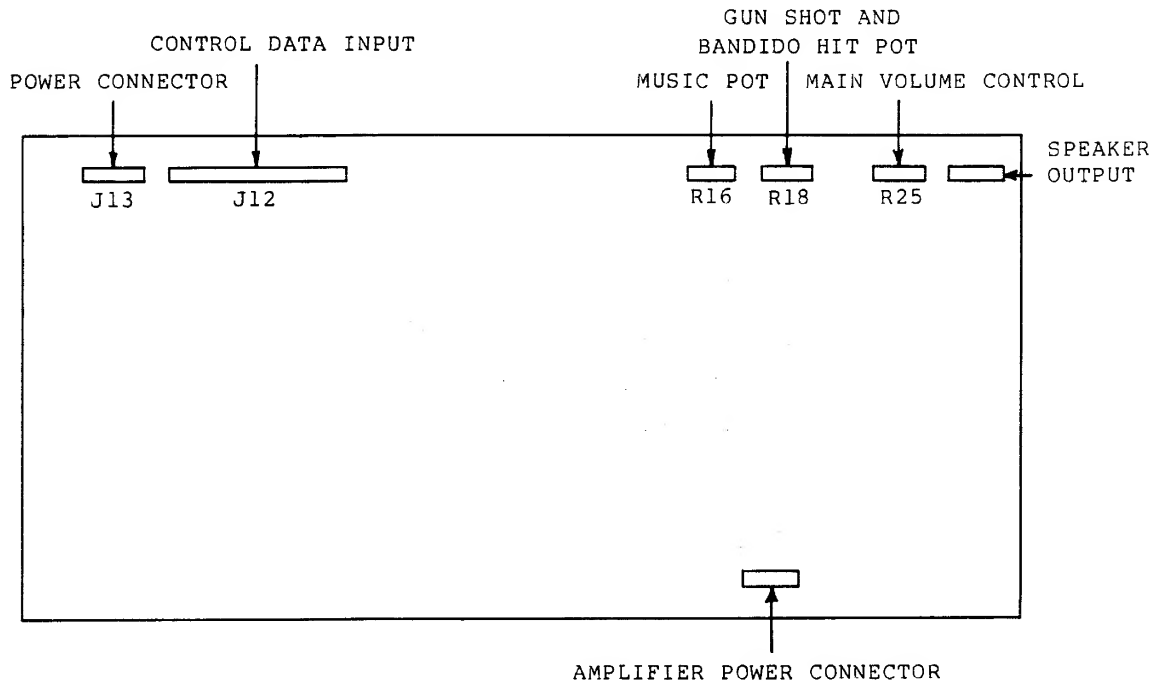 GUN SHOT AND
BANDIDO HIT POT
CONTROL DATA INPUT
POWER CONNECTOR
MUSIC POT
MAIN VOLUME CONTROL
SPEAKER
OUTPUT
J13
J12
R16
R18
R25
AMPLIFIER POWER CONNECTOR